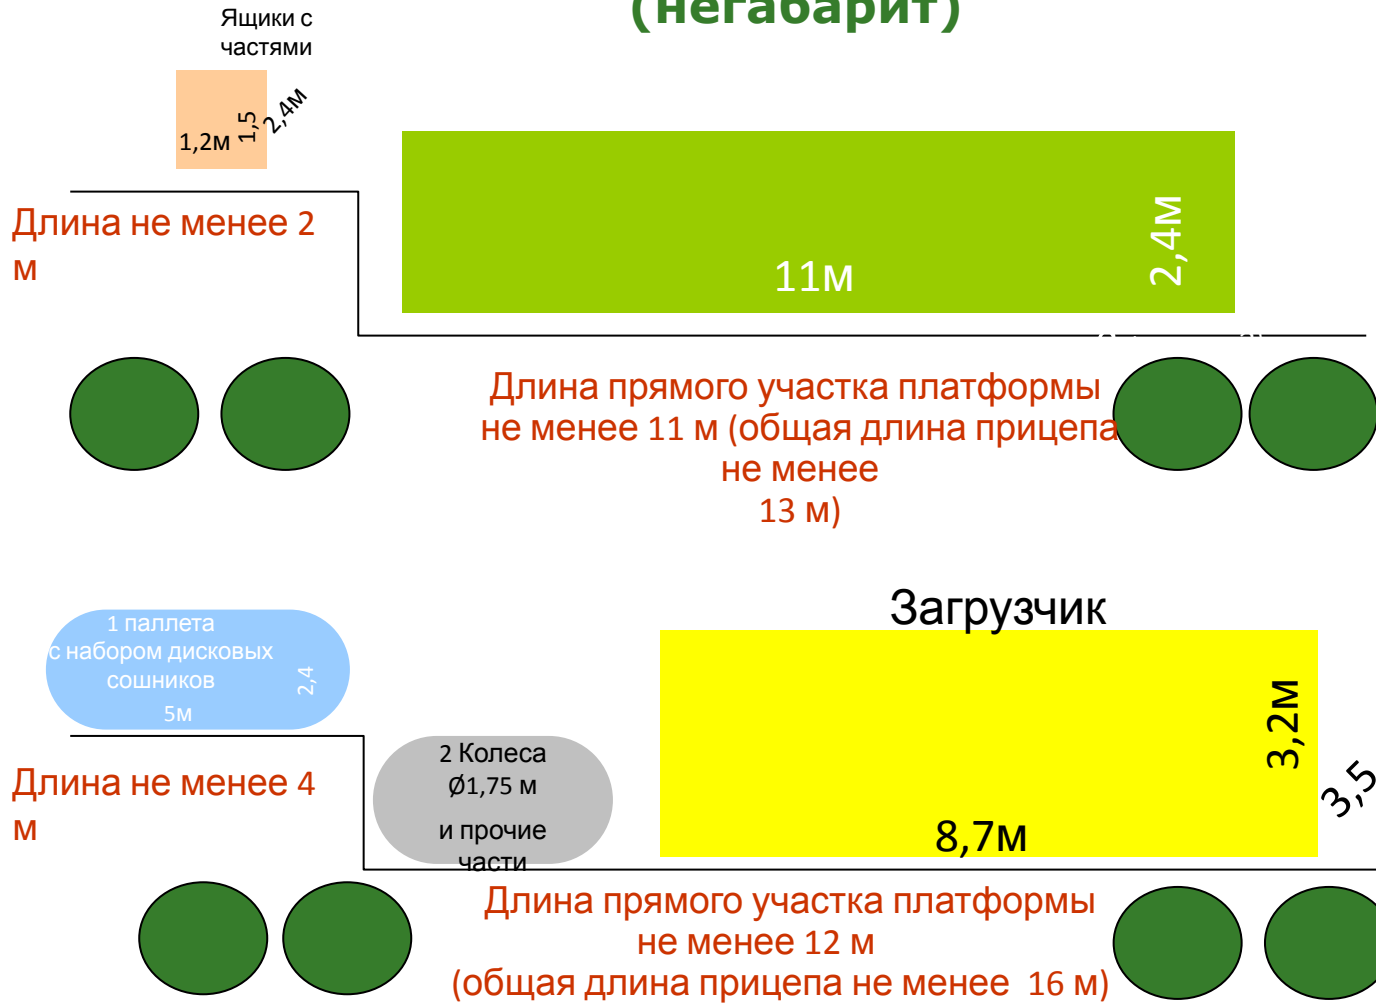 (негабарит)
Ящики с
частями
1,2м
1,5
2,4м
Длина не менее 2
м
11м
2,4м
Длина прямого участка платформы
не менее 11 м (общая длина прицепа
не менее
13 м)
Загрузчик
1 паллета
с набором дисковых
сошников
5м
2,4
2 Колеса
Ø1,75 м
и прочие
части
8,7м
3,2м
3,5
Длина не менее 4
м
Длина прямого участка платформы
не менее 12 м
(общая длина прицепа не менее 16 м)